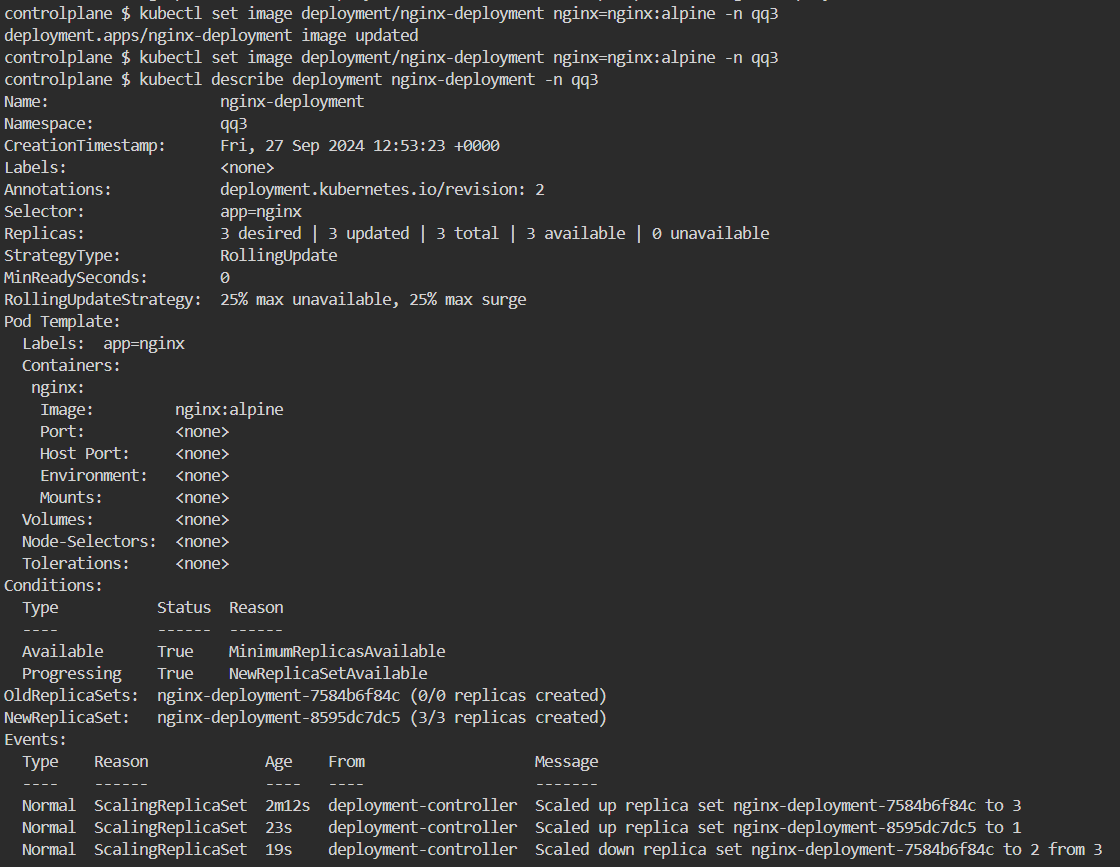 controlplane $ kubectl set image deployment/nginx-deployment nginx=nginx:alpine -n qq3
deployment.apps/nginx-deployment image updated
controlplane $ kubectl set image deployment/nginx-deployment nginx=nginx:alpine -n qq3
controlplane $ kubectl describe deployment nginx-deployment -n qq3
Name:                   nginx-deployment
Namespace:              qq3
CreationTimestamp:      Fri, 27 Sep 2024 12:53:23 +0000
Labels:                 <none>
Annotations:            deployment.kubernetes.io/revision: 2
Selector:               app=nginx
Replicas:               3 desired | 3 updated | 3 total | 3 available | 0 unavailable
StrategyType:           RollingUpdate
MinReadySeconds:        0
RollingUpdateStrategy:  25% max unavailable, 25% max surge
Pod Template:
  Labels:  app=nginx
  Containers:
   nginx:
    Image:         nginx:alpine
    Port:          <none>
    Host Port:     <none>
    Environment:   <none>
    Mounts:        <none>
  Volumes:         <none>
  Node-Selectors:  <none>
  Tolerations:     <none>
Conditions:
  Type           Status  Reason
  ----           ------  ------
  Available      True    MinimumReplicasAvailable
  Progressing    True    NewReplicaSetAvailable
OldReplicaSets:  nginx-deployment-7584b6f84c (0/0 replicas created)
NewReplicaSet:   nginx-deployment-8595dc7dc5 (3/3 replicas created)
Events:
  Type    Reason             Age    From                   Message
  ----    ------             ----   ----                   -------
  Normal  ScalingReplicaSet  2m12s  deployment-controller  Scaled up replica set nginx-deployment-7584b6f84c to 3
  Normal  ScalingReplicaSet  23s    deployment-controller  Scaled up replica set nginx-deployment-8595dc7dc5 to 1
  Normal  ScalingReplicaSet  19s    deployment-controller  Scaled down replica set nginx-deployment-7584b6f84c to 2 from 3